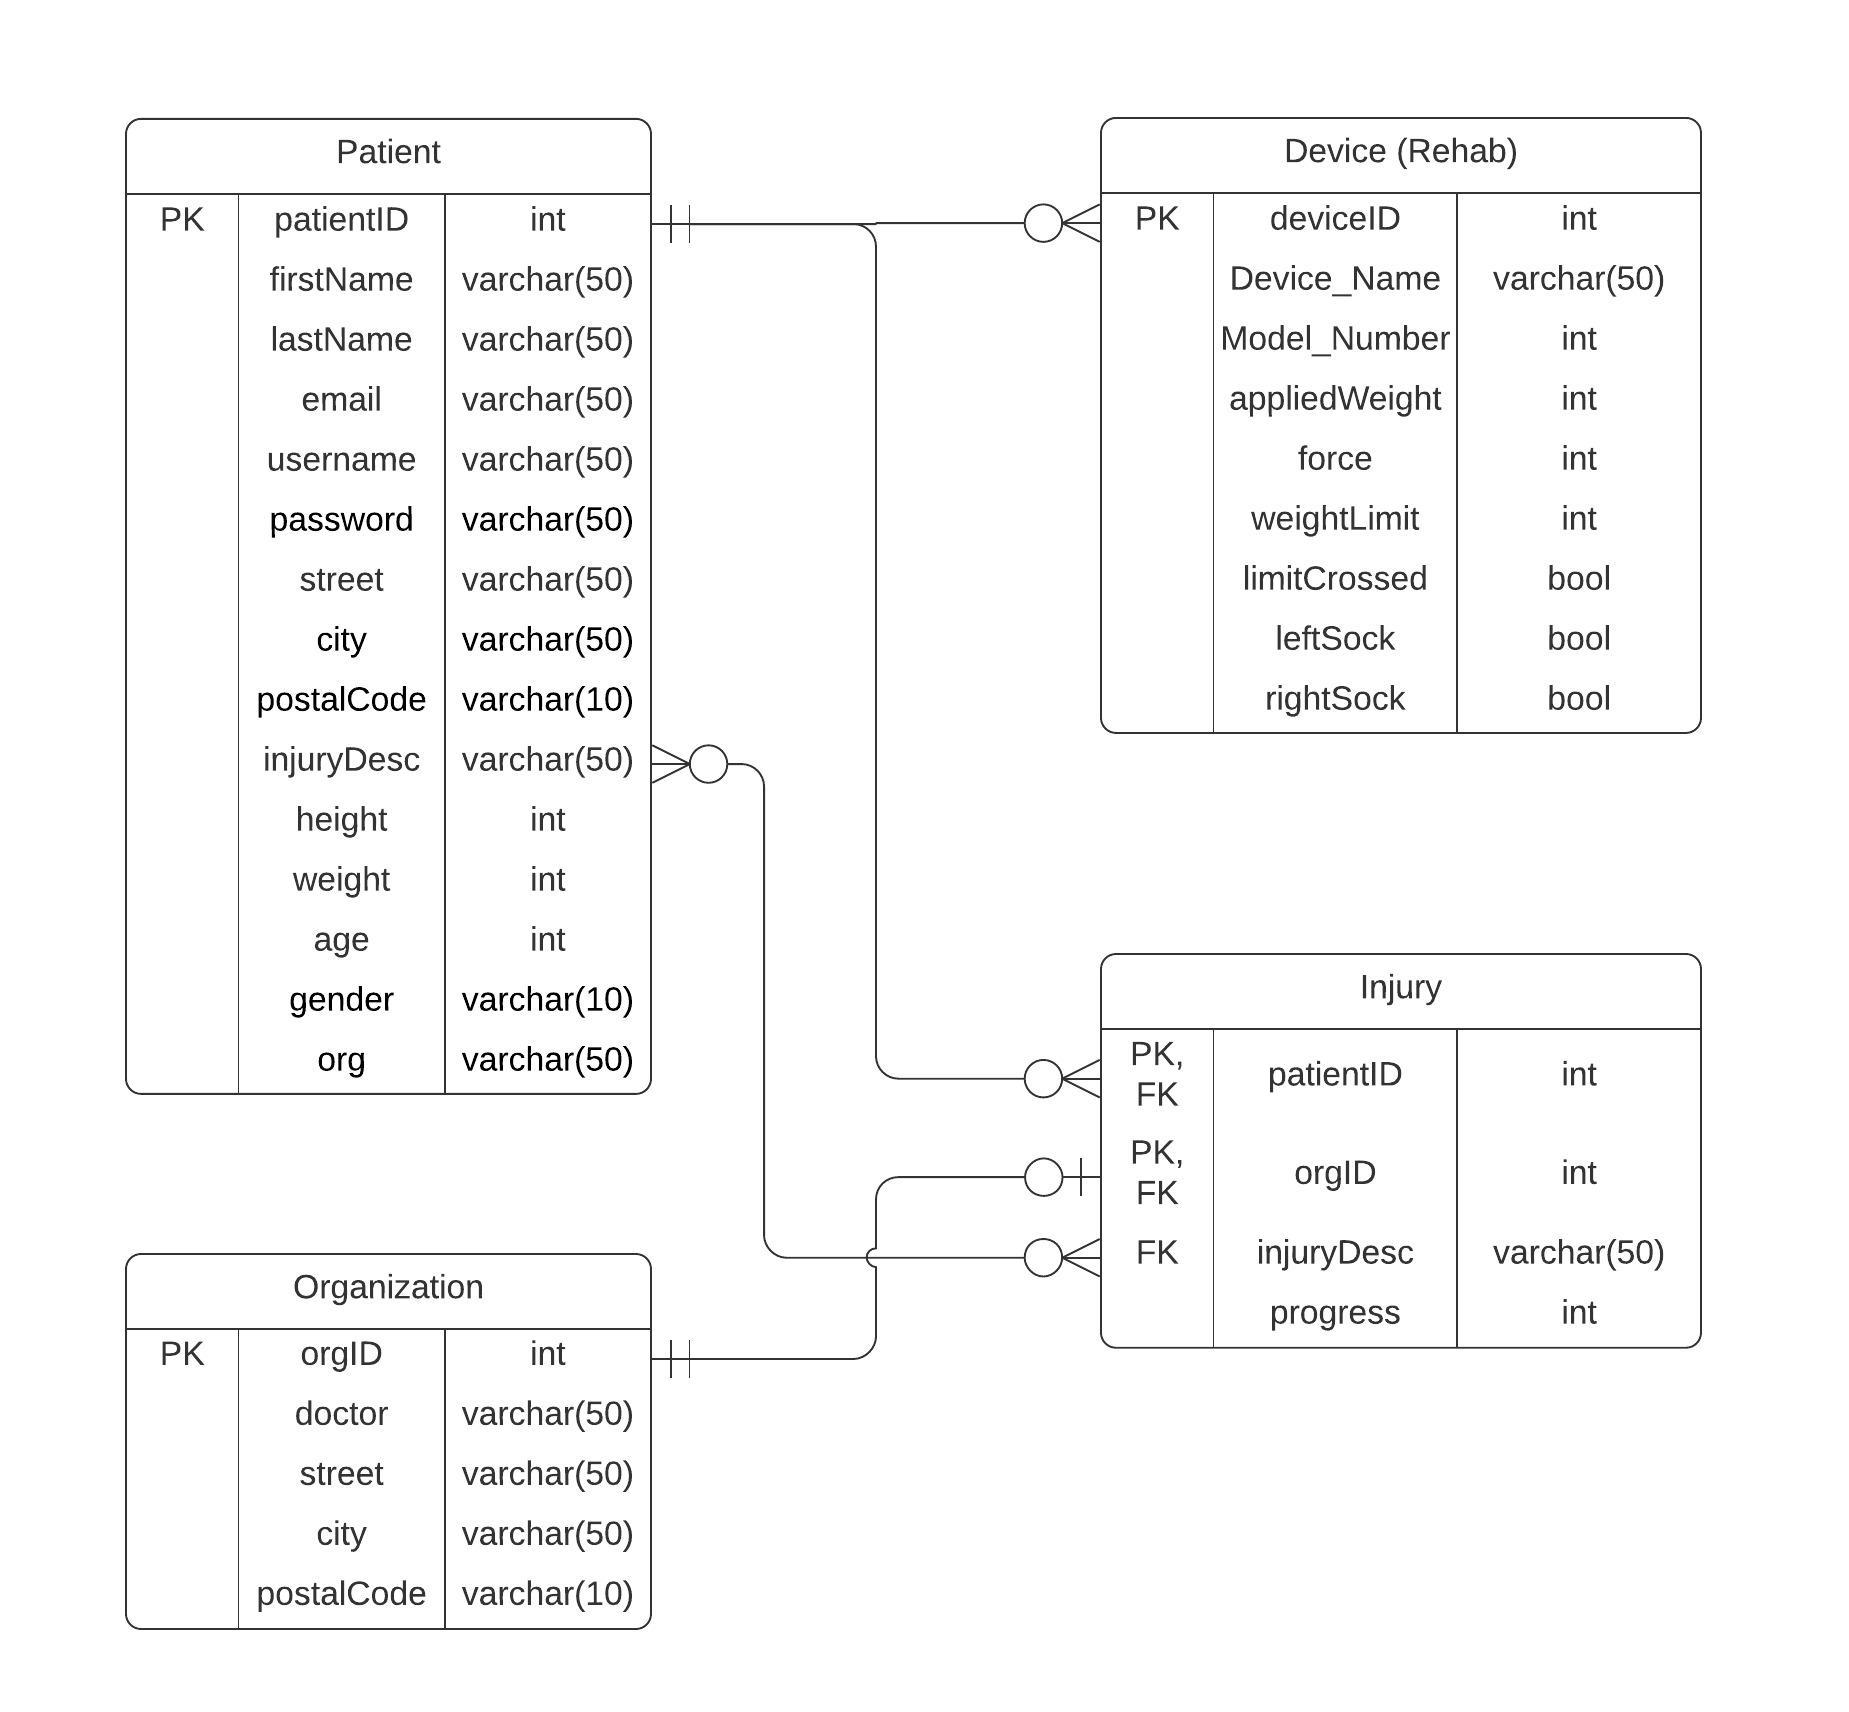 Patient
PK patientID int
firstName varchar(50)
lastName varchar(50)
email varchar(50)
username varchar(50)
password varchar(50)
street varchar(50)
city varchar(50)
postalCode varchar(10)
injuryDesc varchar(50)
height int
weight int
age int
gender varchar(10)
org varchar(50)
Device (Rehab)
PK deviceID int
Device_Name varchar(50)
Model_Number int
appliedWeight int
force int
weightLimit int
limitCrossed bool
leftSock bool
rightSock bool
Injury
PK,
FK patientID int
PK,
FK orgID int
FK injuryDesc varchar(50)
progress int
Organization
PK orgID int
doctor varchar(50)
street varchar(50)
city varchar(50)
postalCode varchar(10)